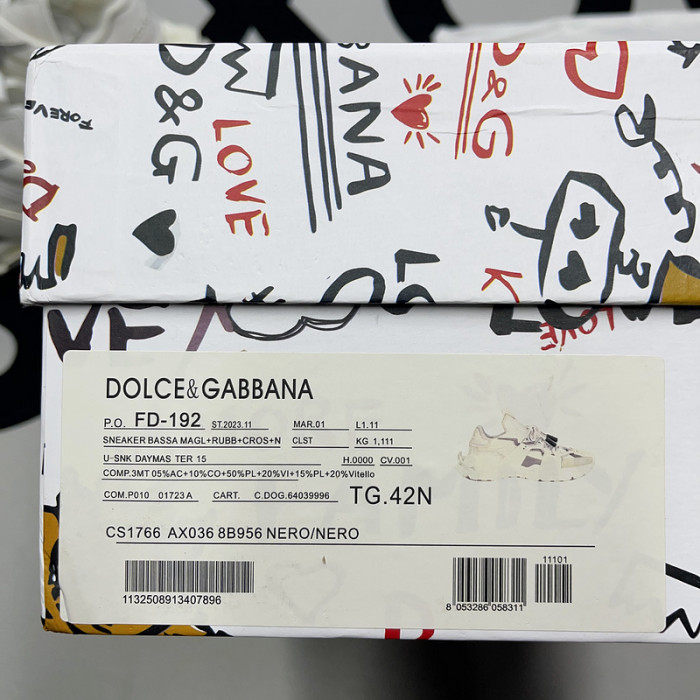 FOREVE
D&G
LOVE
BANA
D&G
LO
K
LOVE
DOLCE&GABBANA
P.O. FD-192 ST.2023.11 MAR.01 L1.11
SNEAKER BASSA MAGL+RUBB+CROS+N CLST KG 1,111
U-SNK DAYMAS TER 15 H.0000 CV.001
COMP.3MT 05%AC+10%CO+50%PL+20%VI+15%PL+20%Vitello
COM.P010 01723A CART. C.DOG.64039996 TG.42N
CS1766 AX036 8B956 NERO/NERO
11101
1132508913407896
8 053286 058311
D